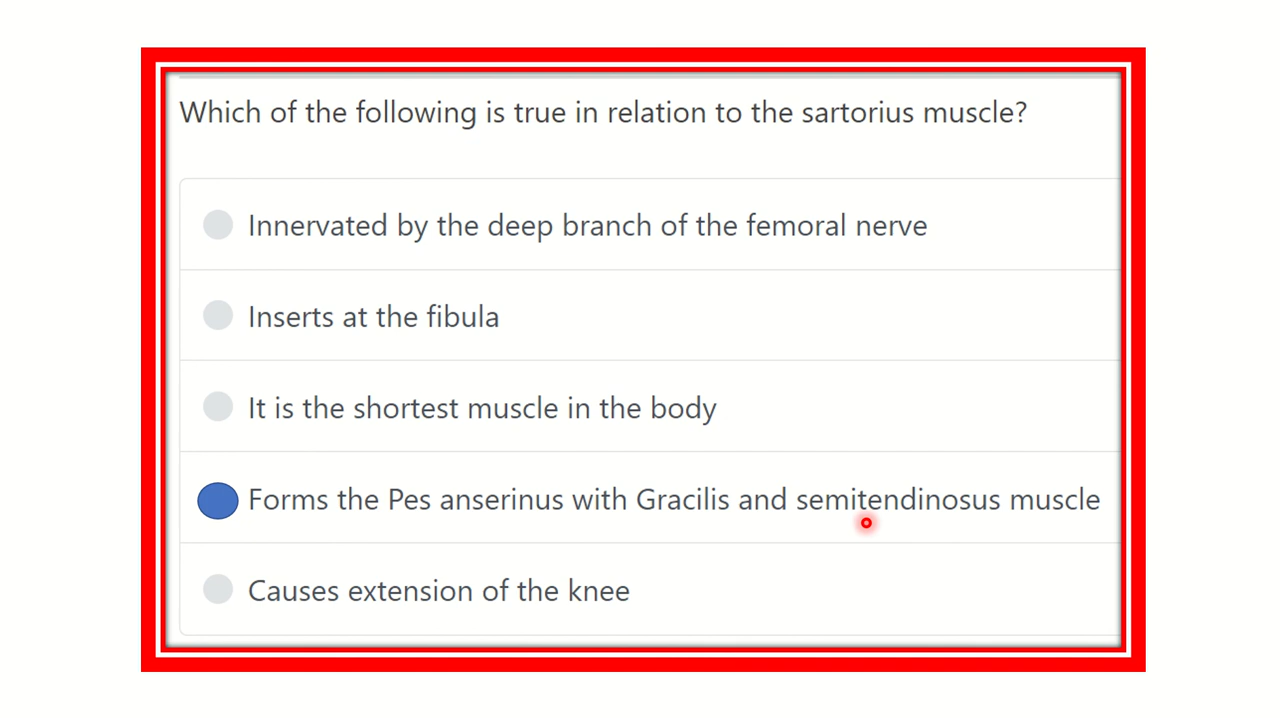 Which of the following is true in relation to the sartorius muscle?
Innervated by the deep branch of the femoral nerve
Inserts at the fibula
It is the shortest muscle in the body
Forms the Pes anserinus with Gracilis and semitendinosus muscle
Causes extension of the knee